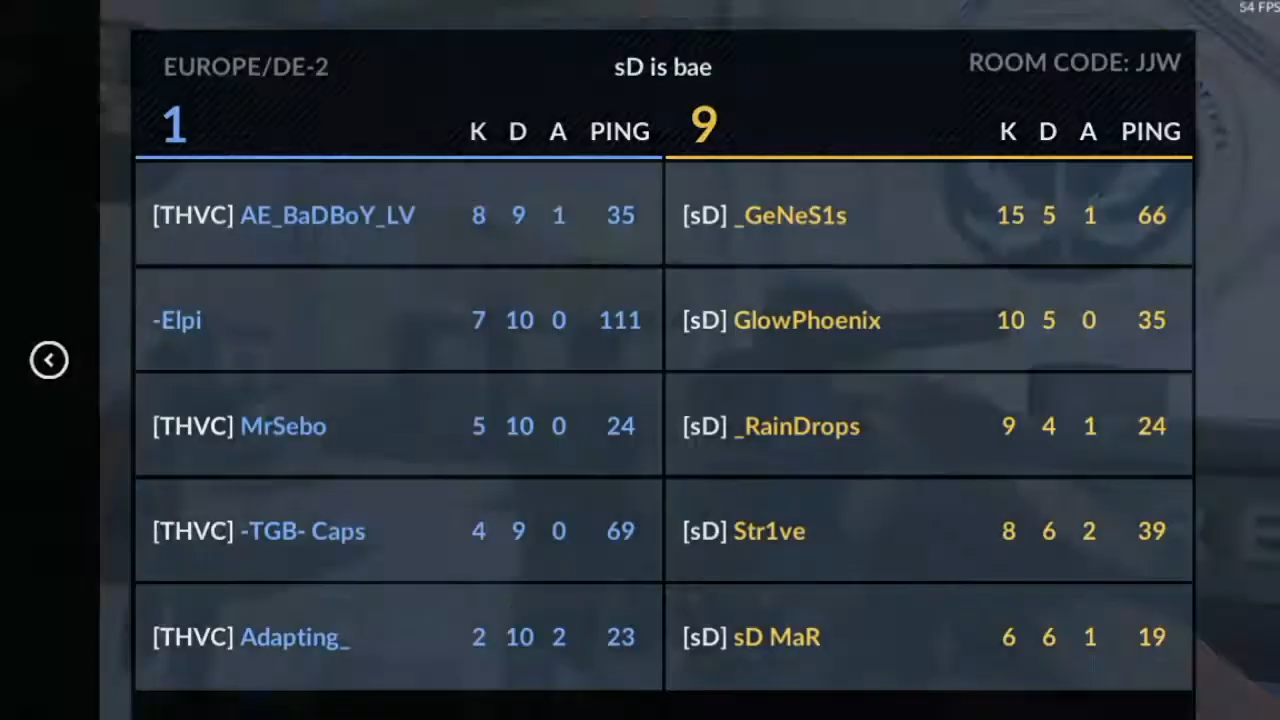 54 FPS
EUROPE/DE-2 sD is bae ROOM CODE: JJW
1 K D A PING 9 K D A PING
[THVC] AE_BaDBoY_LV 8 9 1 35 [sD] _GeNeS1s 15 5 1 66
-Elpi 7 10 0 111 [sD] GlowPhoenix 10 5 0 35
[THVC] MrSebo 5 10 0 24 [sD] _RainDrops 9 4 1 24
[THVC] -TGB- Caps 4 9 0 69 [sD] Str1ve 8 6 2 39
[THVC] Adapting_ 2 10 2 23 [sD] sD MaR 6 6 1 19